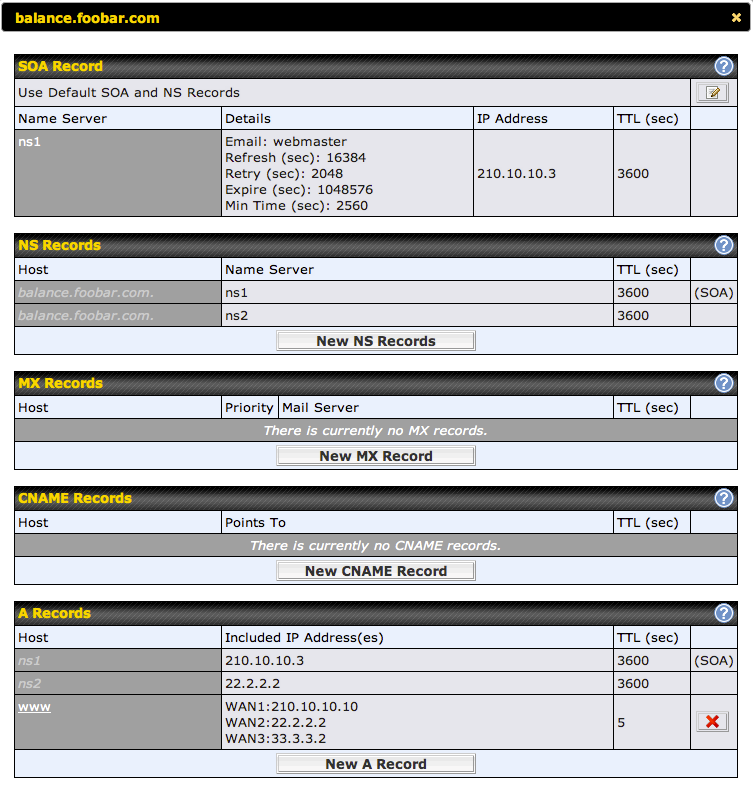 balance.foobar.com
SOA Record
Use Default SOA and NS Records
Name Server Details IP Address TTL (sec)
ns1 Email: webmaster
Refresh (sec): 16384
Retry (sec): 2048 210.10.10.3 3600
Expire (sec): 1048576
Min Time (sec): 2560
NS Records
Host Name Server TTL (sec)
balance.foobar.com. ns1 3600 (SOA)
balance.foobar.com. ns2 3600
New NS Records
MX Records
Host Priority Mail Server TTL (sec)
There is currently no MX records.
New MX Record
CNAME Records
Host Points To TTL (sec)
There is currently no CNAME records.
New CNAME Record
A Records
Host Included IP Address(es) TTL (sec)
ns1 210.10.10.3 3600 (SOA)
ns2 22.2.2.2 3600
www WAN1:210.10.10.10
WAN2:22.2.2.2 5
WAN3:33.3.3.2
New A Record